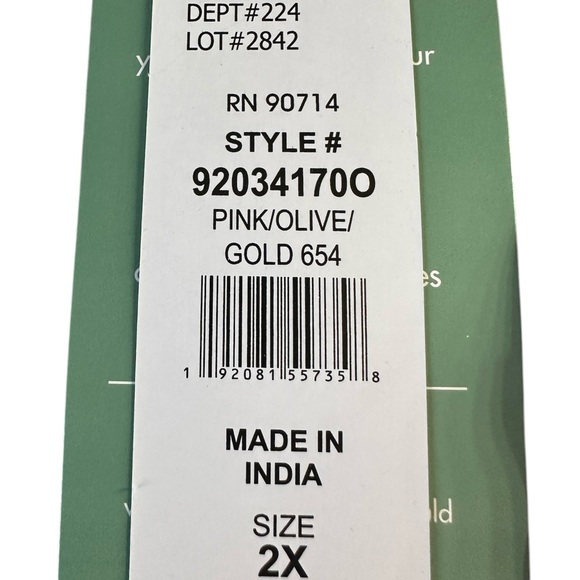 DEPT#224
LOT#2842
RN 90714
STYLE #
92034170O
PINK/OLIVE/
GOLD 654
1 92081 55735 8
MADE IN
INDIA
SIZE
2X